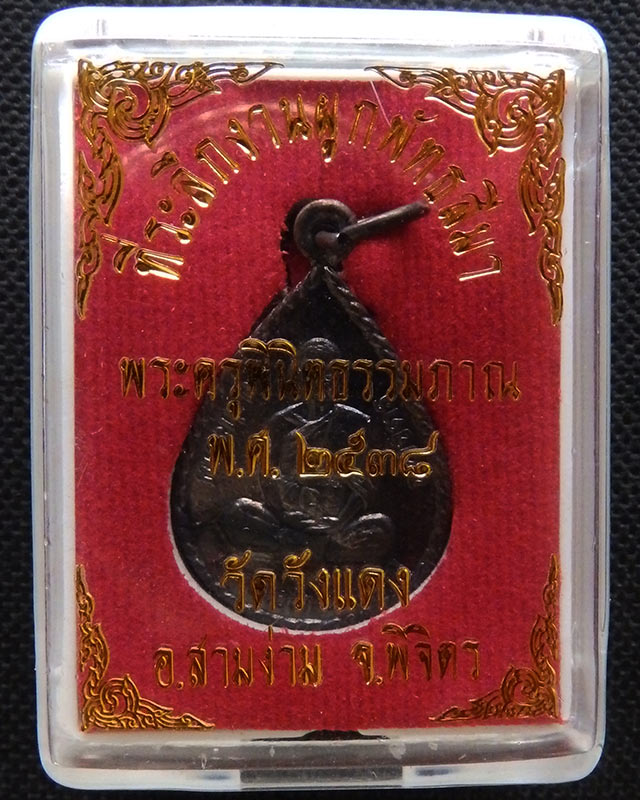 ที่ระลึกงานผูกพัทธสีมา
พระครูพินิตธรรมภาณ
พ.ศ. ๒๕๓๘
วัดวังแดง
อ.สามง่าม จ.พิจิตร